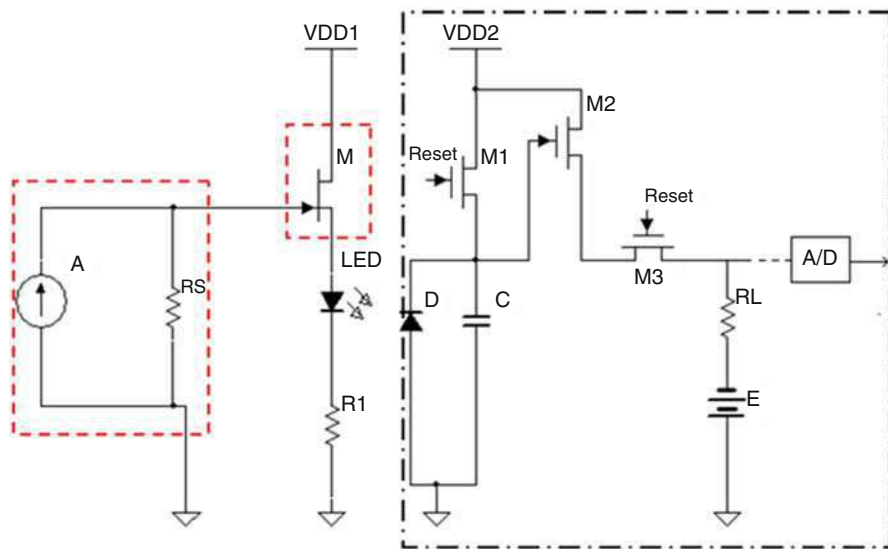 VDD1
VDD2
M
M1
M2
Reset
Reset
A
RS
LED
D
C
M3
A/D
RL
R1
E